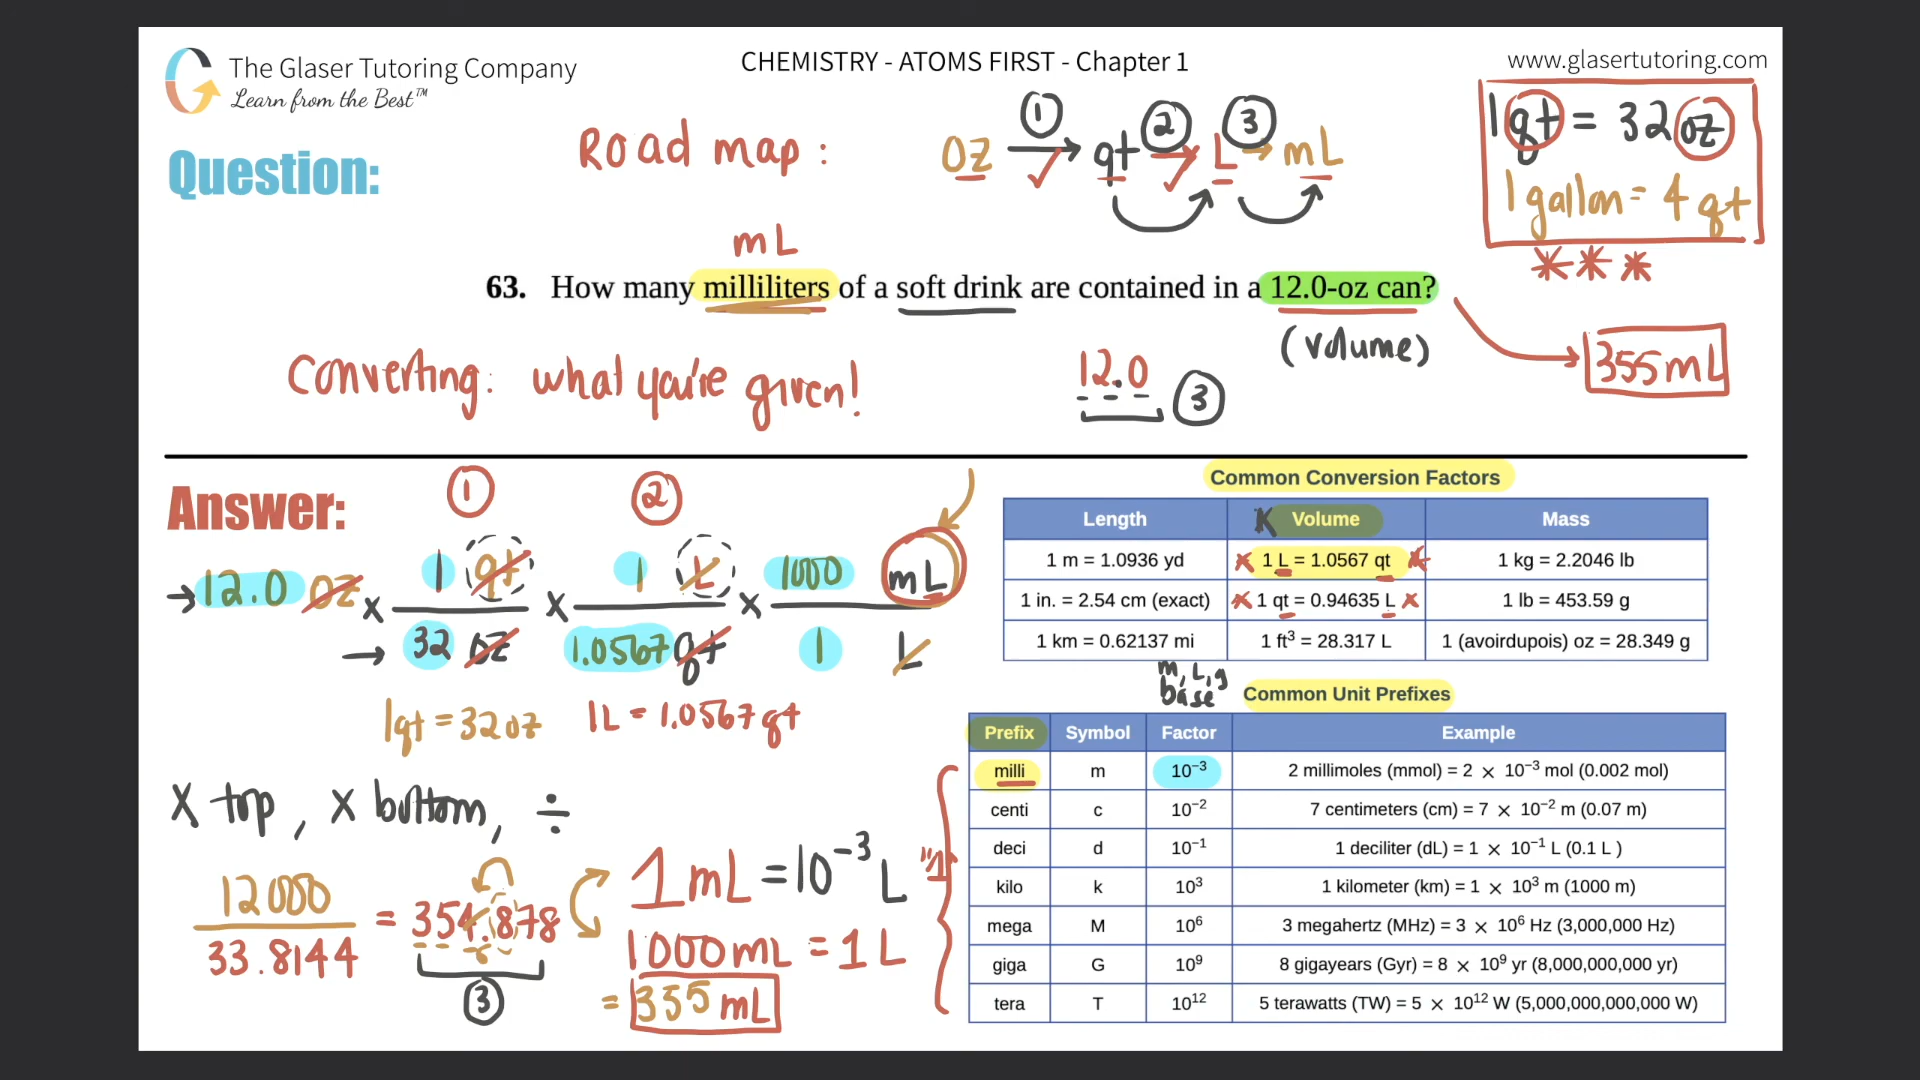 The Glaser Tutoring Company
Learn from the Best™
CHEMISTRY - ATOMS FIRST - Chapter 1
www.glasertutoring.com
Question:
Road map :
① ② ③
oz → qt → L → mL
1 qt = 32 oz
1 gallon = 4 qt
***
mL
63. How many milliliters of a soft drink are contained in a 12.0-oz can?
(volume)
355 mL
Converting: what you're given!
12.0 ③
Answer:
① ②
→ 12.0 oz x 1 qt x 1 L x 1000 mL
→ 32 oz 1.0567 qt 1 L
1qt = 32oz 1L = 1.0567 qt
x top, x bottom, ÷
12000
33.8144
= 354.878
③
1 mL = 10⁻³ L "1"
1000 mL = 1 L
= 355 mL
Common Conversion Factors
Length Volume Mass
1 m = 1.0936 yd 1 L = 1.0567 qt 1 kg = 2.2046 lb
1 in. = 2.54 cm (exact) 1 qt = 0.94635 L 1 lb = 453.59 g
1 km = 0.62137 mi 1 ft³ = 28.317 L 1 (avoirdupois) oz = 28.349 g
m, L, g
base
Common Unit Prefixes
Prefix Symbol Factor Example
milli m 10⁻³ 2 millimoles (mmol) = 2 × 10⁻³ mol (0.002 mol)
centi c 10⁻² 7 centimeters (cm) = 7 × 10⁻² m (0.07 m)
deci d 10⁻¹ 1 deciliter (dL) = 1 × 10⁻¹ L (0.1 L )
kilo k 10³ 1 kilometer (km) = 1 × 10³ m (1000 m)
mega M 10⁶ 3 megahertz (MHz) = 3 × 10⁶ Hz (3,000,000 Hz)
giga G 10⁹ 8 gigayears (Gyr) = 8 × 10⁹ yr (8,000,000,000 yr)
tera T 10¹² 5 terawatts (TW) = 5 × 10¹² W (5,000,000,000,000 W)